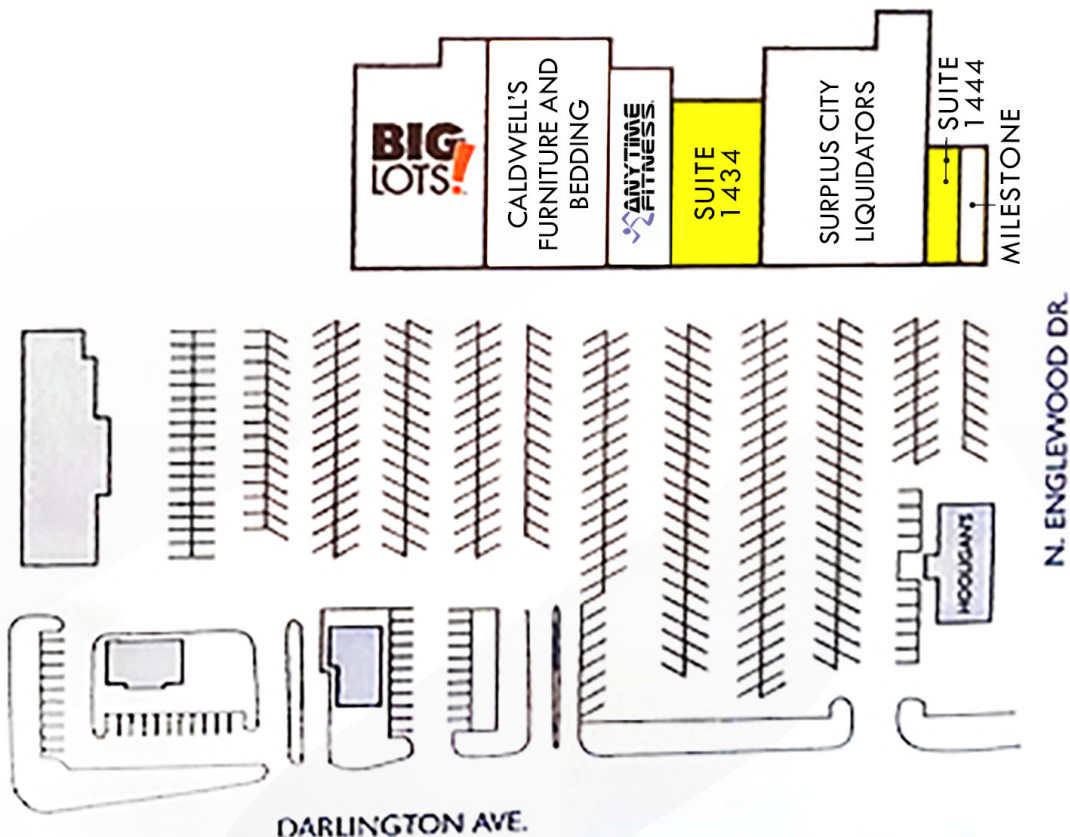 BIG
LOTS!
CALDWELL'S
FURNITURE AND
BEDDING
ANYTIME
FITNESS
SUITE
1434
SURPLUS CITY
LIQUIDATORS
SUITE
1444
MILESTONE
HOOLIGAN'S
N. ENGLEWOOD DR.
DARLINGTON AVE.